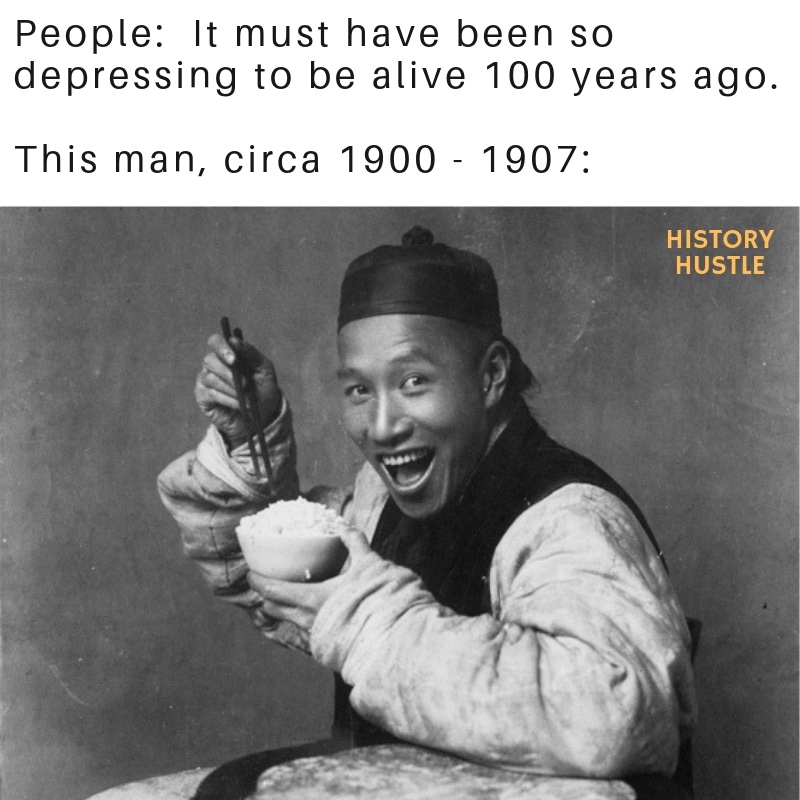 People:  It must have been so
depressing to be alive 100 years ago.
This man, circa 1900 - 1907:
HISTORY
HUSTLE